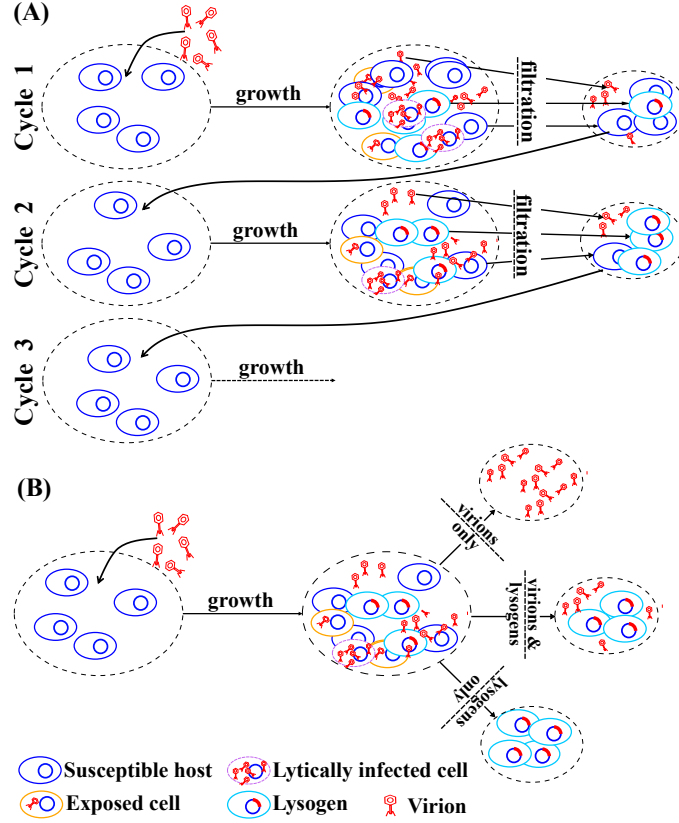 (A)
Cycle 1
growth
filtration
Cycle 2
growth
filtration
Cycle 3
growth
(B)
growth
virions
only
virions &
lysogens
lysogens
only
Susceptible host
Lytically infected cell
Exposed cell
Lysogen
Virion